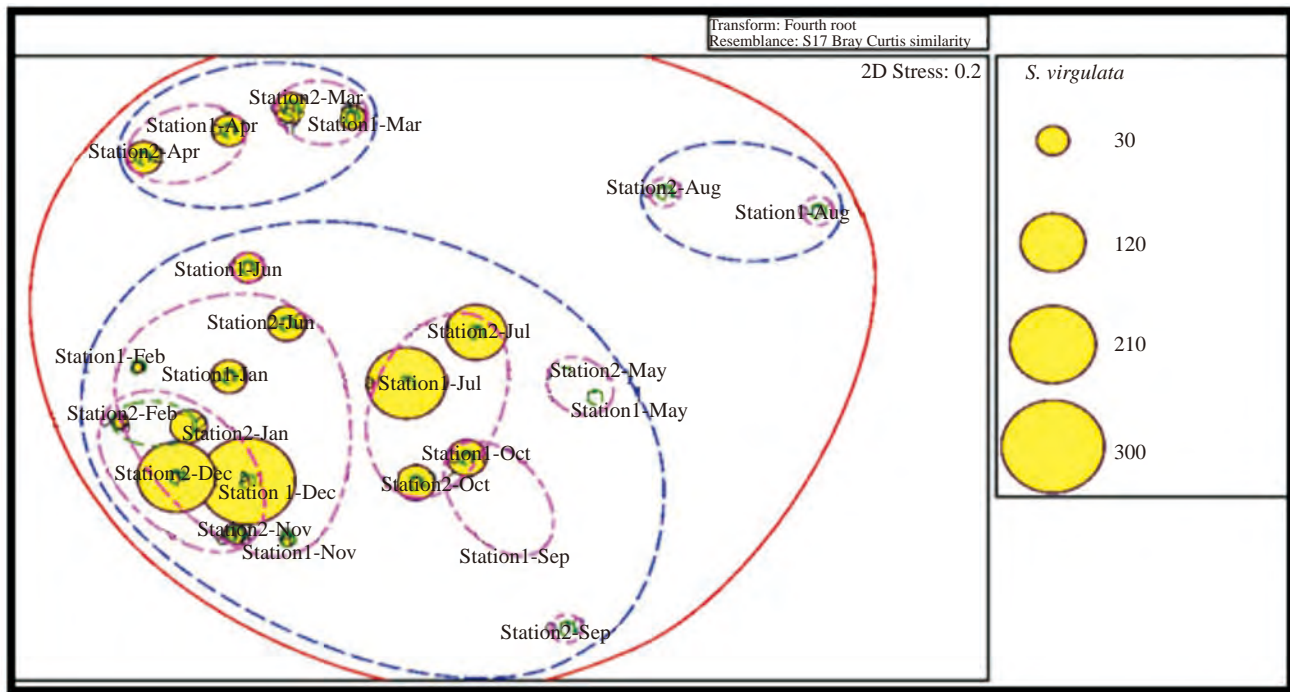 Transform: Fourth root
Resemblance: S17 Bray Curtis similarity
2D Stress: 0.2
S. virgulata
30
120
210
300
Station2-Mar
Station1-Apr
Station1-Mar
Station2-Apr
Station2-Aug
Station1-Aug
Station1-Jun
Station2-Jun
Station2-Jul
Station1-Feb
Station1-Jan
Station1-Jul
Station2-May
Station1-May
Station2-Feb
Station2-Jan
Station1-Oct
Station 2-Dec
Station2-Oct
Station 1-Dec
Station2-Nov
Station1-Nov
Station1-Sep
Station2-Sep